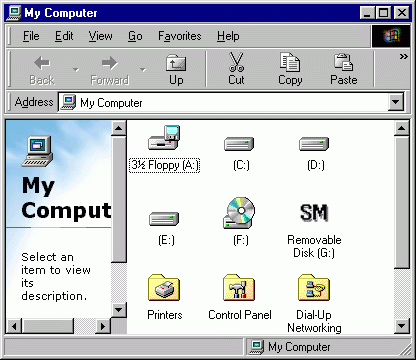 My Computer
File Edit View Go Favorites Help
Back Forward Up Cut Copy Paste »
Address My Computer
My
Comput
Select an
item to view
its
description.
3½ Floppy (A:) (C:) (D:)
(E:) (F:) SM Removable
Disk (G:)
Printers Control Panel Dial-Up
Networking
My Computer